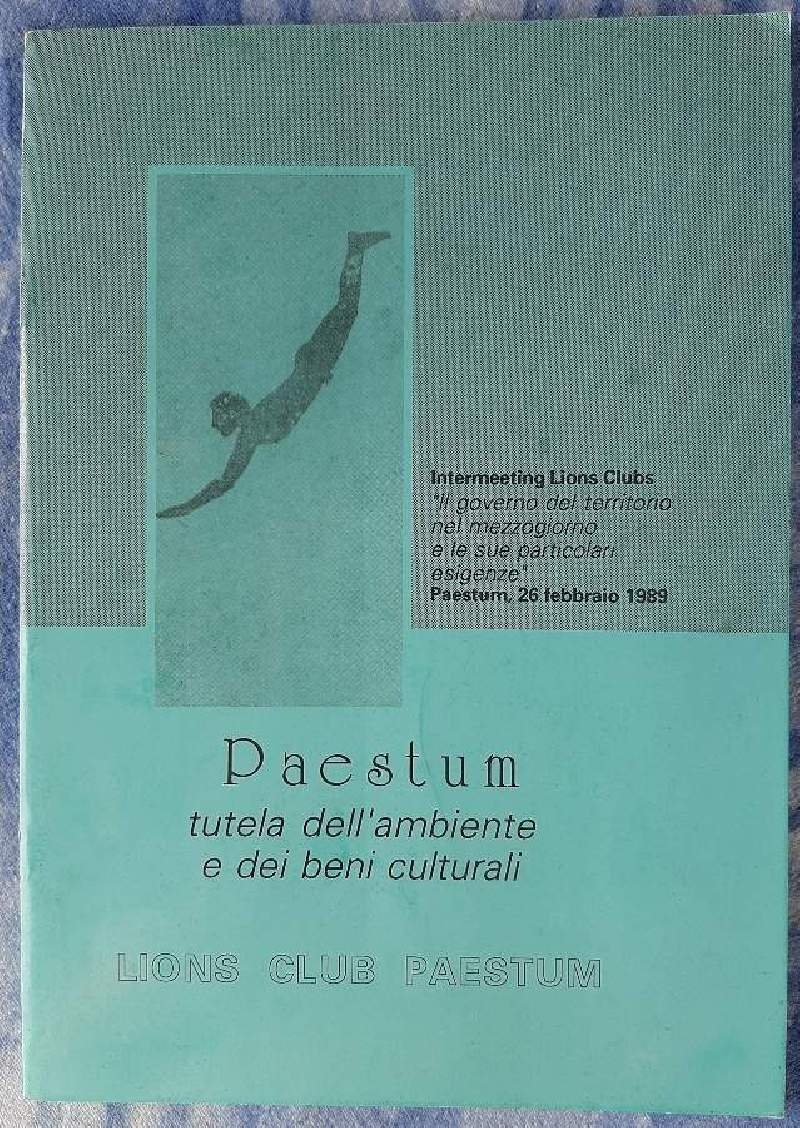 Intermeeting Lions Clubs
"Il governo del territorio
nel mezzogiorno
e le sue particolari
esigenze"
Paestum, 26 febbraio 1989
Paestum
tutela dell'ambiente
e dei beni culturali
LIONS CLUB PAESTUM